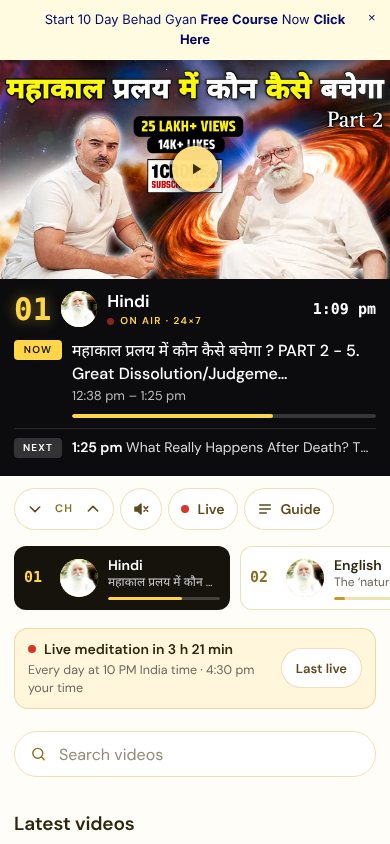 Start 10 Day Behad Gyan Free Course Now Click
Here
×
महाकाल प्रलय में कौन कैसे बचेगा
Part 2
25 LAKH+ VIEWS
14K+ LIKES
ON AIR · 24×7
01
Hindi
1:09 pm
NOW
महाकाल प्रलय में कौन कैसे बचेगा ? PART 2 - 5.
Great Dissolution/Judgeme...
12:38 pm – 1:25 pm
NEXT
1:25 pm What Really Happens After Death? T...
CH
Live
Guide
01
Hindi
महाकाल प्रलय में कौन ...
02
English
The ‘natur
Live meditation in 3 h 21 min
Every day at 10 PM India time · 4:30 pm
your time
Last live
Search videos
Latest videos